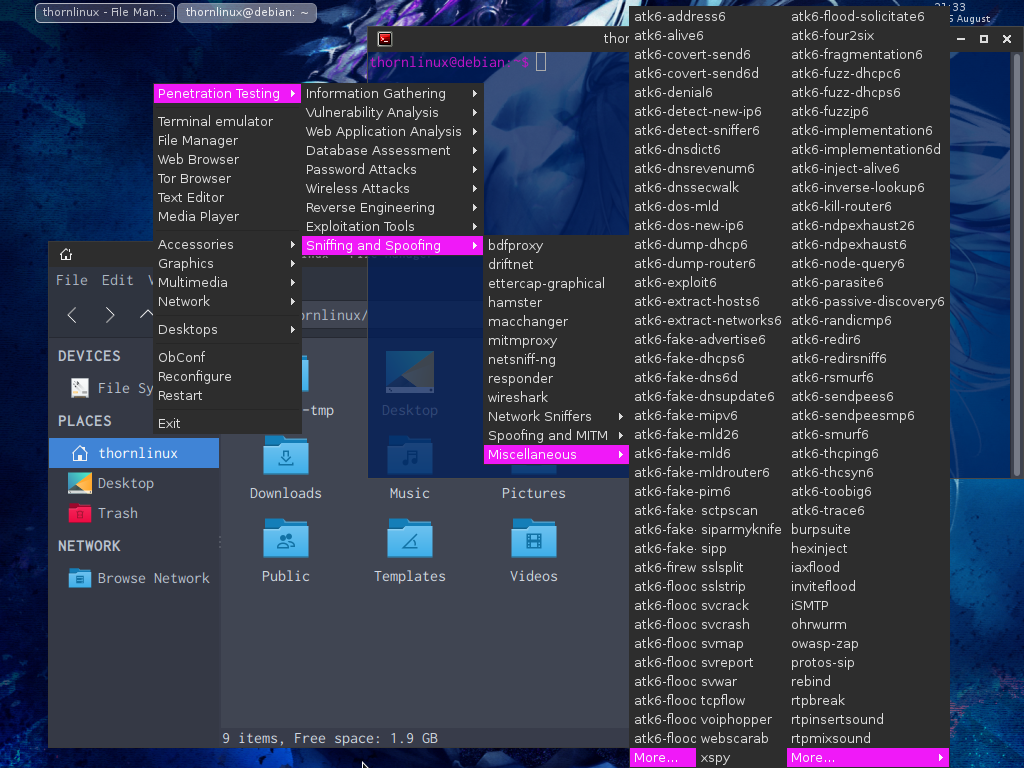 thornlinux - File Man...
thornlinux@debian: ~
21:33
August
thor
thornlinux@debian:~$
Penetration Testing
Terminal emulator
File Manager
Web Browser
Tor Browser
Text Editor
Media Player
Accessories
Graphics
Multimedia
Network
Desktops
ObConf
Reconfigure
Restart
Exit
Information Gathering
Vulnerability Analysis
Web Application Analysis
Database Assessment
Password Attacks
Wireless Attacks
Reverse Engineering
Exploitation Tools
Sniffing and Spoofing
bdfproxy
driftnet
ettercap-graphical
hamster
macchanger
mitmproxy
netsniff-ng
responder
wireshark
Network Sniffers
Spoofing and MITM
Miscellaneous
atk6-address6
atk6-alive6
atk6-covert-send6
atk6-covert-send6d
atk6-denial6
atk6-detect-new-ip6
atk6-detect-sniffer6
atk6-dnsdict6
atk6-dnsrevenum6
atk6-dnssecwalk
atk6-dos-mld
atk6-dos-new-ip6
atk6-dump-dhcp6
atk6-dump-router6
atk6-exploit6
atk6-extract-hosts6
atk6-extract-networks6
atk6-fake-advertise6
atk6-fake-dhcps6
atk6-fake-dns6d
atk6-fake-dnsupdate6
atk6-fake-mipv6
atk6-fake-mld26
atk6-fake-mld6
atk6-fake-mldrouter6
atk6-fake-pim6
atk6-fake-
atk6-fake-
atk6-fake-
atk6-firew
atk6-flooc
atk6-flooc
atk6-flooc
atk6-flooc
atk6-flooc
atk6-flooc
atk6-flooc
atk6-flooc
atk6-flooc
More...
sctpscan
siparmyknife
sipp
sslsplit
sslstrip
svcrack
svcrash
svmap
svreport
svwar
tcpflow
voiphopper
webscarab
xspy
atk6-flood-solicitate6
atk6-four2six
atk6-fragmentation6
atk6-fuzz-dhcpc6
atk6-fuzz-dhcps6
atk6-fuzzip6
atk6-implementation6
atk6-implementation6d
atk6-inject-alive6
atk6-inverse-lookup6
atk6-kill-router6
atk6-ndpexhaust26
atk6-ndpexhaust6
atk6-node-query6
atk6-parasite6
atk6-passive-discovery6
atk6-randicmp6
atk6-redir6
atk6-redirsniff6
atk6-rsmurf6
atk6-sendpees6
atk6-sendpeesmp6
atk6-smurf6
atk6-thcping6
atk6-thcsyn6
atk6-toobig6
atk6-trace6
burpsuite
hexinject
iaxflood
inviteflood
iSMTP
ohrwurm
owasp-zap
protos-sip
rebind
rtpbreak
rtpinsertsound
rtpmixsound
More...
File Edit V
ornlinux/
DEVICES
File Sy
PLACES
thornlinux
Desktop
Trash
NETWORK
Browse Network
-tmp
Desktop
Downloads
Music
Pictures
Public
Templates
Videos
9 items, Free space: 1.9 GB